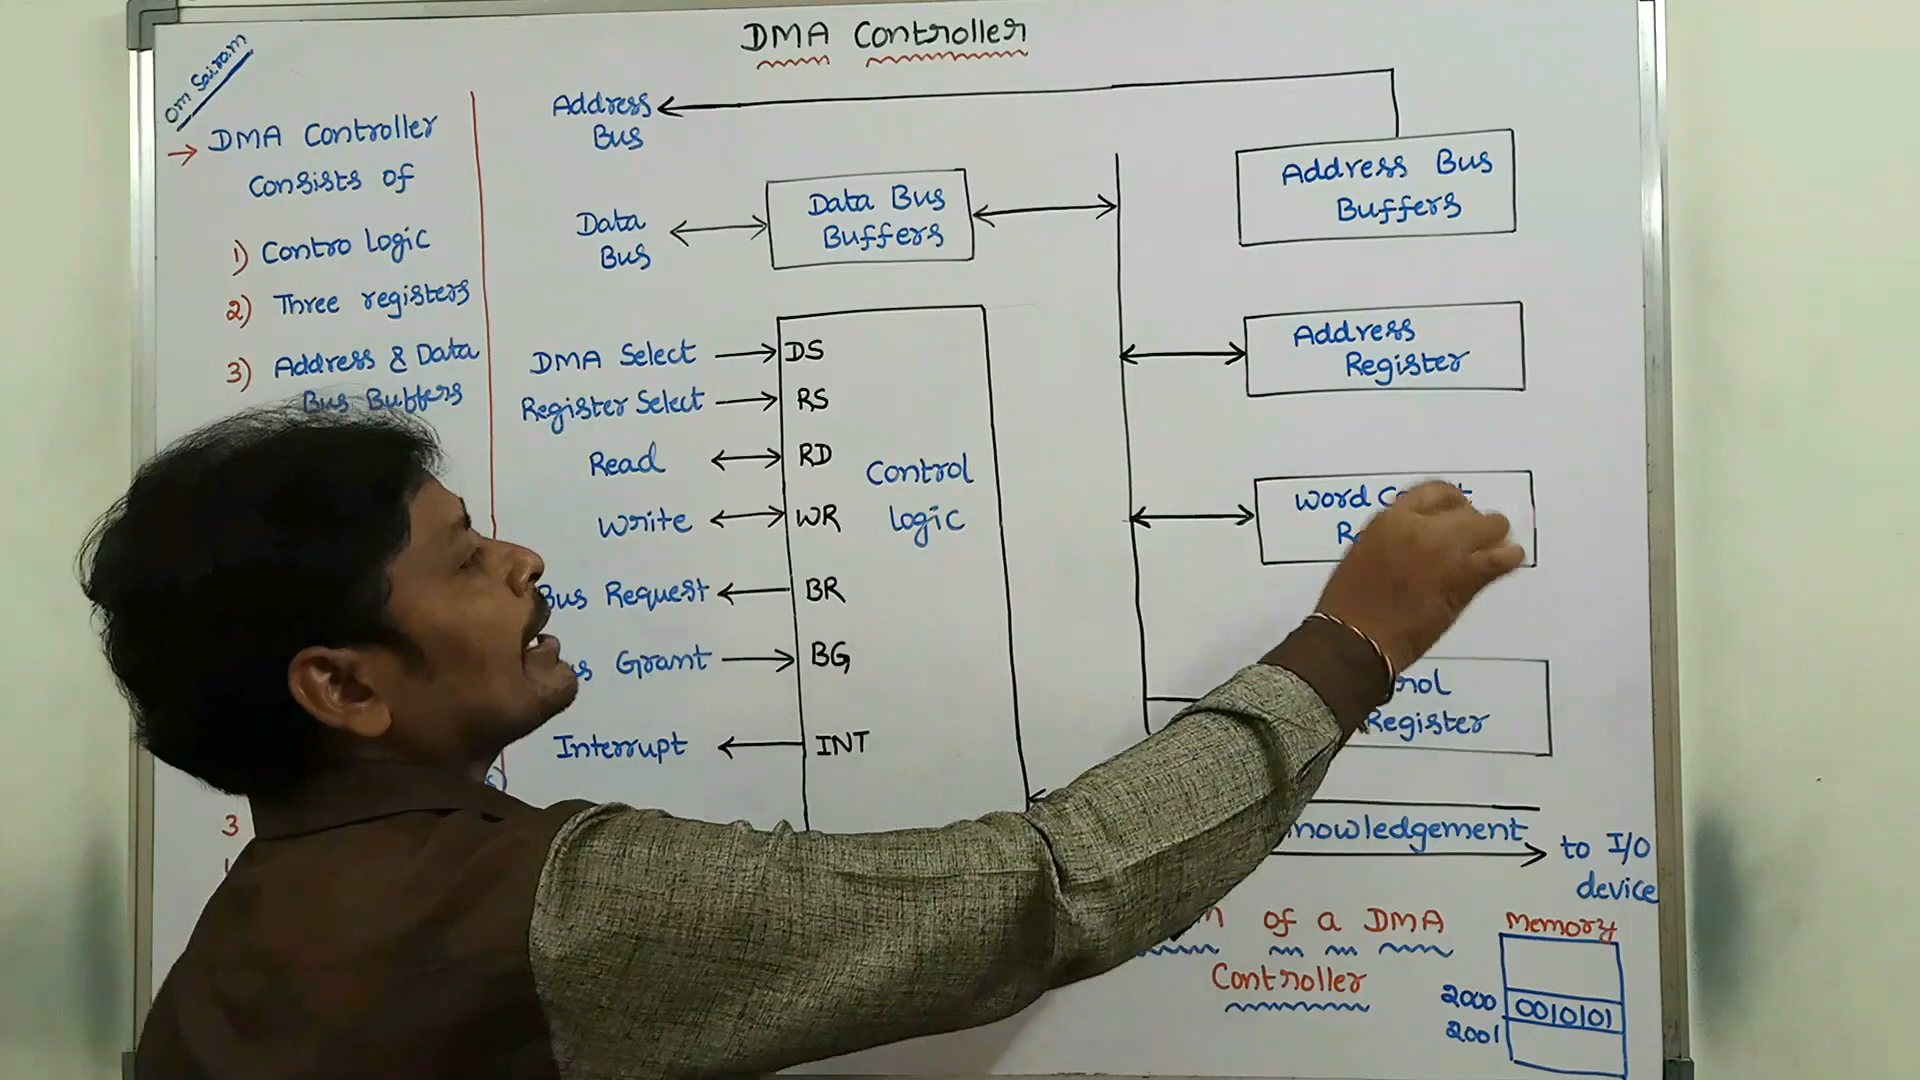 DMA Controller
Om Sairam
→ DMA Controller
Consists of
1) Contro logic
2) Three registers
3) Address & Data
Bus Buffers
3
Address
Bus
Data
Bus
Data Bus
Buffers
Address Bus
Buffers
Address
Register
Word
Register
DMA Select
DS
Register Select
RS
Read
RD
Write
WR
Bus Request
BR
Grant
BG
Interrupt
INT
Control
logic
to I/O
device
of a DMA
Controller
Memory
2000
0010101
2001